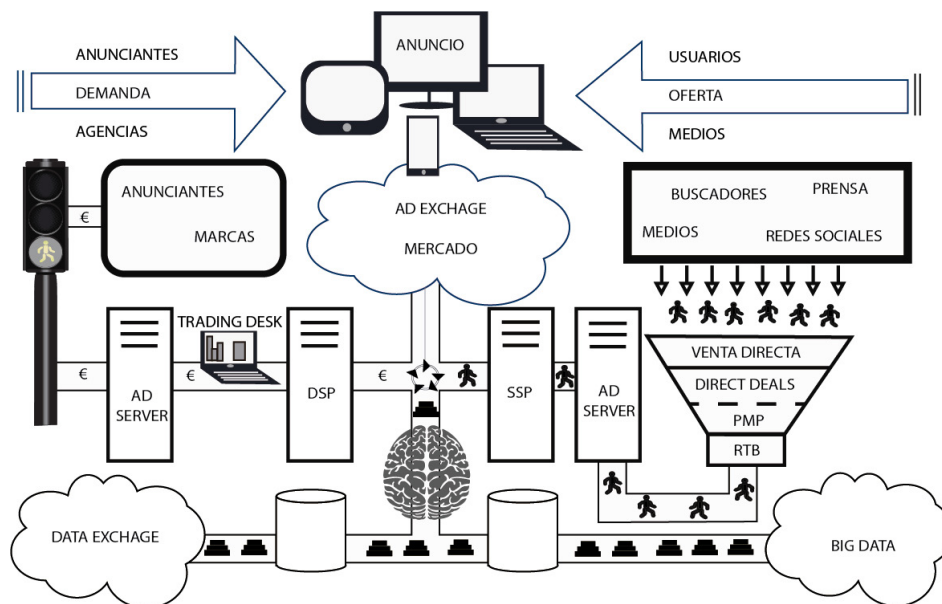 ANUNCIO
ANUNCIANTES
DEMANDA
AGENCIAS
USUARIOS
OFERTA
MEDIOS
ANUNCIANTES
MARCAS
€
AD EXCHAGE
MERCADO
BUSCADORES
PRENSA
MEDIOS
REDES SOCIALES
TRADING DESK
€
AD
SERVER
€
DSP
€
SSP
AD
SERVER
VENTA DIRECTA
DIRECT DEALS
PMP
RTB
DATA EXCHAGE
BIG DATA